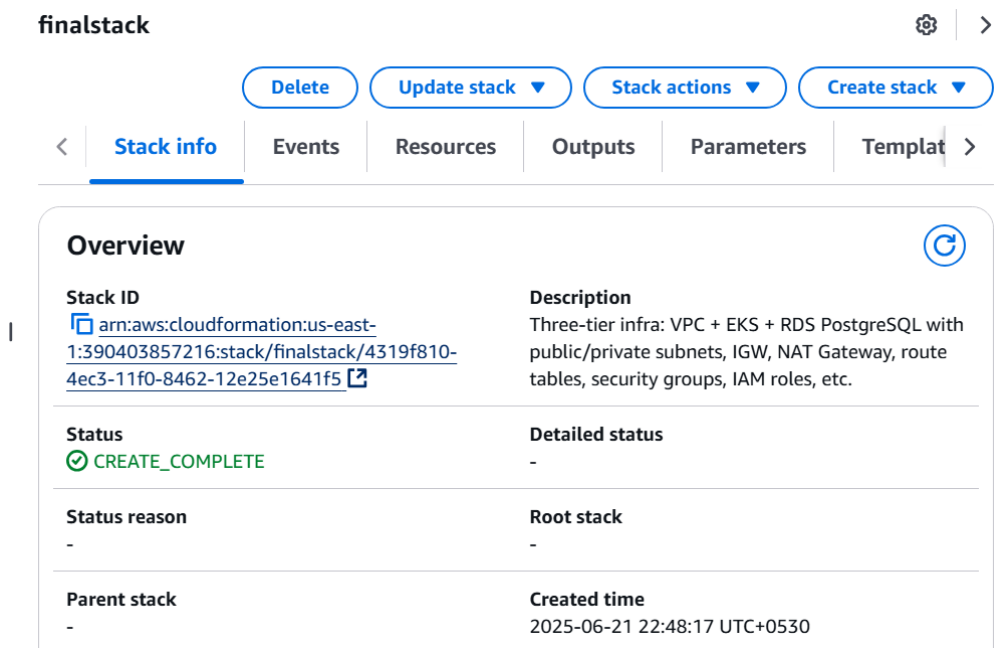 finalstack
Delete
Update stack
Stack actions
Create stack
Stack info
Events
Resources
Outputs
Parameters
Templat
Overview
Stack ID
arn:aws:cloudformation:us-east-
1:390403857216:stack/finalstack/4319f810-
4ec3-11f0-8462-12e25e1641f5
Description
Three-tier infra: VPC + EKS + RDS PostgreSQL with
public/private subnets, IGW, NAT Gateway, route
tables, security groups, IAM roles, etc.
Status
CREATE_COMPLETE
Detailed status
-
Status reason
-
Root stack
-
Parent stack
-
Created time
2025-06-21 22:48:17 UTC+0530